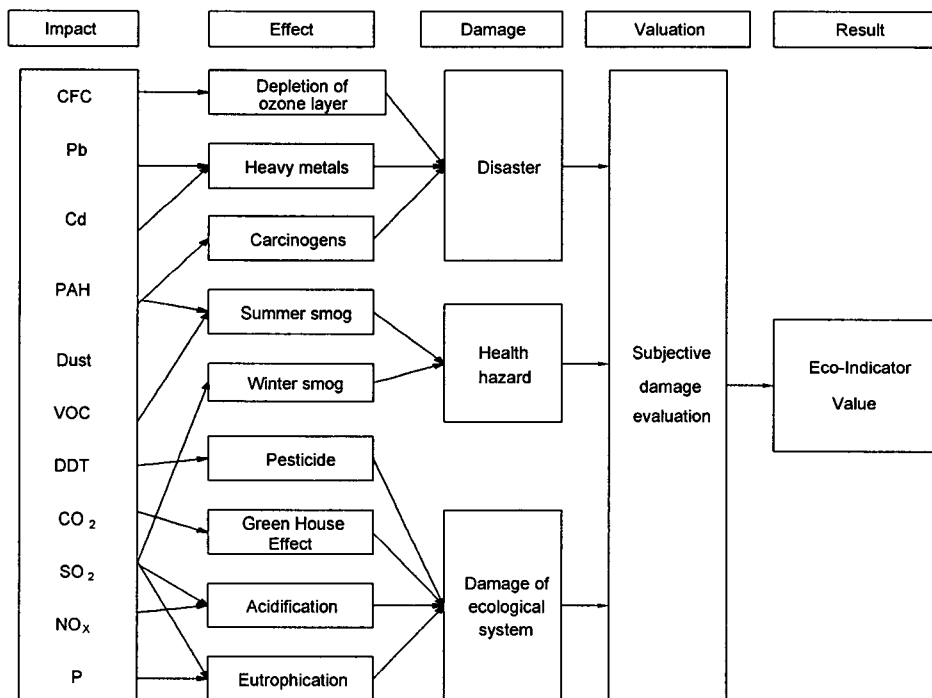 Impact
Effect
Damage
Valuation
Result
CFC
Pb
Cd
PAH
Dust
VOC
DDT
CO2
SO2
NOX
P
Depletion of
ozone layer
Heavy metals
Carcinogens
Summer smog
Winter smog
Pesticide
Green House
Effect
Acidification
Eutrophication
Disaster
Health
hazard
Damage of
ecological
system
Subjective
damage
evaluation
Eco-Indicator
Value